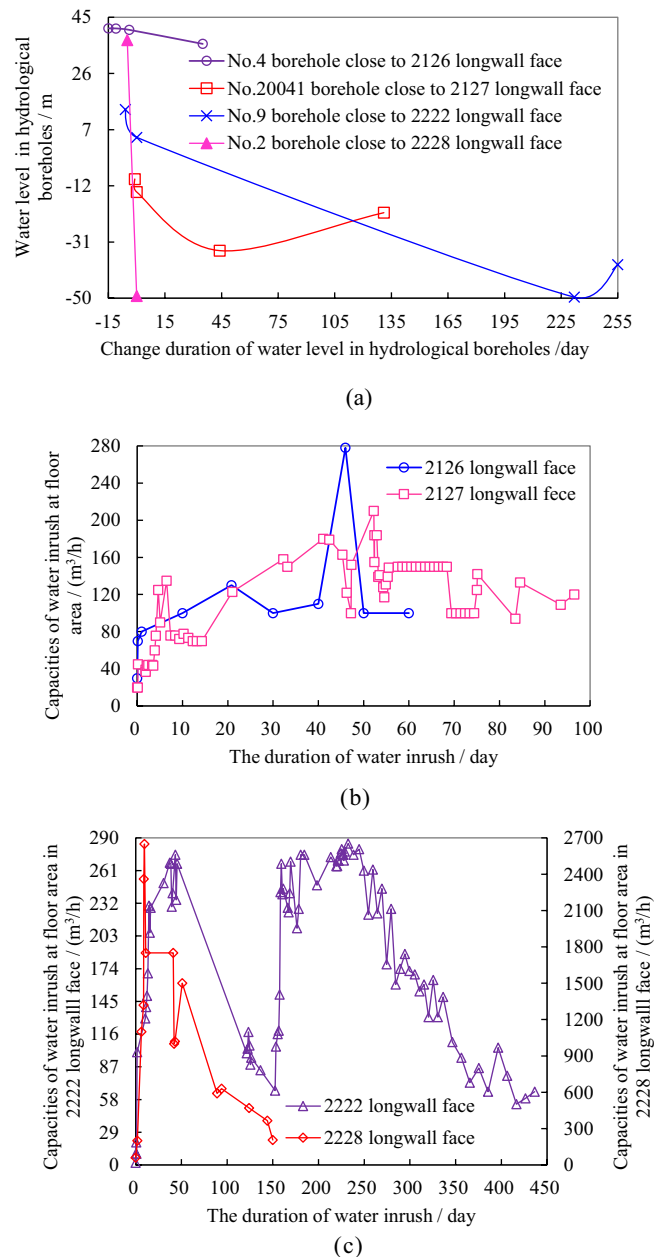 45
26
7
-12
-31
-50
Water level in hydrological
boreholes / m
No.4 borehole close to 2126 longwall face
No.20041 borehole close to 2127 longwall face
No.9 borehole close to 2222 longwall face
No.2 borehole close to 2228 longwall face
-15 15 45 75 105 135 165 195 225 255
Change duration of water level in hydrological boreholes /day
(a)
280
240
200
160
120
80
40
0
Capacities of water inrush at floor
area / (m³/h)
2126 longwall face
2127 longwall fece
0 10 20 30 40 50 60 70 80 90 100
The duration of water inrush / day
(b)
290
261
232
203
174
145
116
87
58
29
0
Capacities of water inrush at floor area in
2222 longwalll face / (m³/h)
2222 longwall face
2228 longwall face
2700
2400
2100
1800
1500
1200
900
600
300
0
Capacities of water inrush at floor area in
2228 longwall face / (m³/h)
0 50 100 150 200 250 300 350 400 450
The duration of water inrush / day
(c)